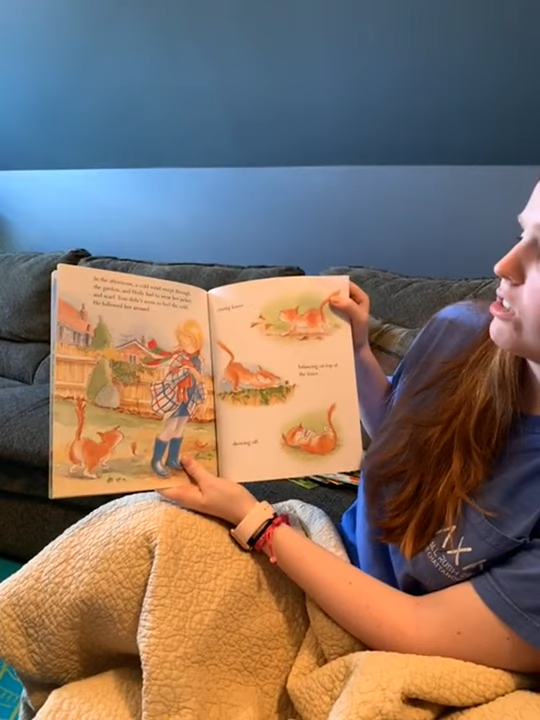 In the afternoon, a cold wind swept through
the garden, and Holly had to wear her jacket
and scarf. Tom didn't seem to feel the cold.
He followed her around
chasing leaves
balancing on top of
the fence
showing off.